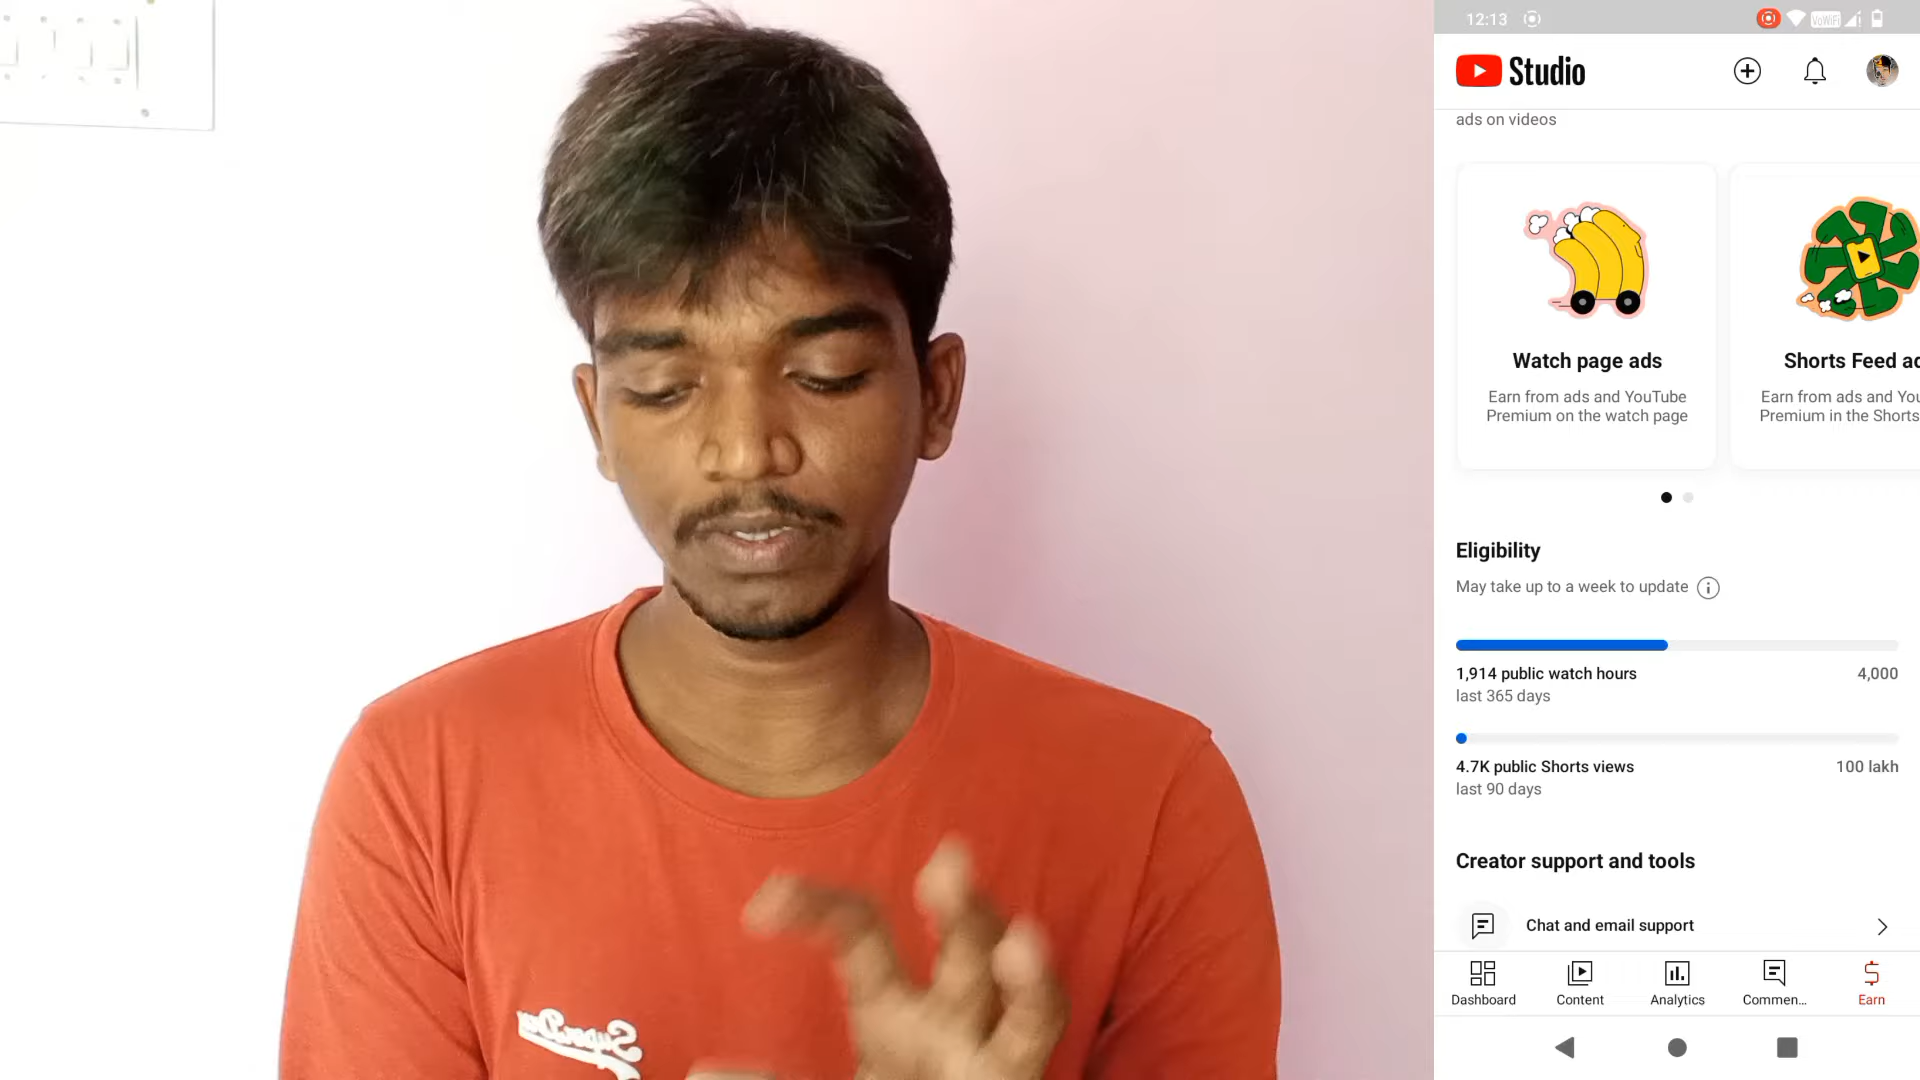 12:13
VoWiFi
Studio
ads on videos
Watch page ads
Earn from ads and YouTube
Premium on the watch page
Shorts Feed
Earn from ads and
Premium in the Shorts
Eligibility
May take up to a week to update
1,914 public watch hours
4,000
last 365 days
4.7K public Shorts views
100 lakh
last 90 days
Creator support and tools
Chat and email support
Dashboard
Content
Analytics
Commen...
Earn